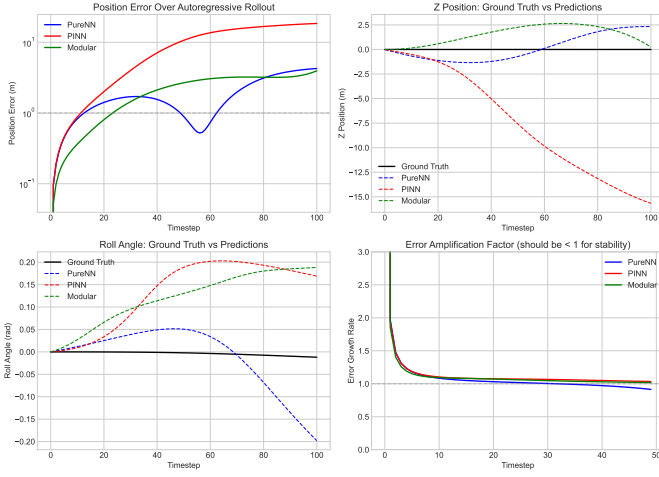 Position Error Over Autoregressive Rollout
PureNN
PINN
Modular
10¹
10⁰
10⁻¹
Position Error (m)
0 20 40 60 80 100
Timestep
Z Position: Ground Truth vs Predictions
2.5
0.0
−2.5
−5.0
−7.5
−10.0
−12.5
−15.0
Z Position (m)
Ground Truth
PureNN
PINN
Modular
0 20 40 60 80 100
Timestep
Roll Angle: Ground Truth vs Predictions
Ground Truth
PureNN
PINN
Modular
0.20
0.15
0.10
0.05
0.00
−0.05
−0.10
−0.15
−0.20
Roll Angle (rad)
0 20 40 60 80 100
Timestep
Error Amplification Factor (should be < 1 for stability)
PureNN
PINN
Modular
3.0
2.5
2.0
1.5
1.0
0.5
0.0
Error Growth Rate
0 10 20 30 40 50
Timestep